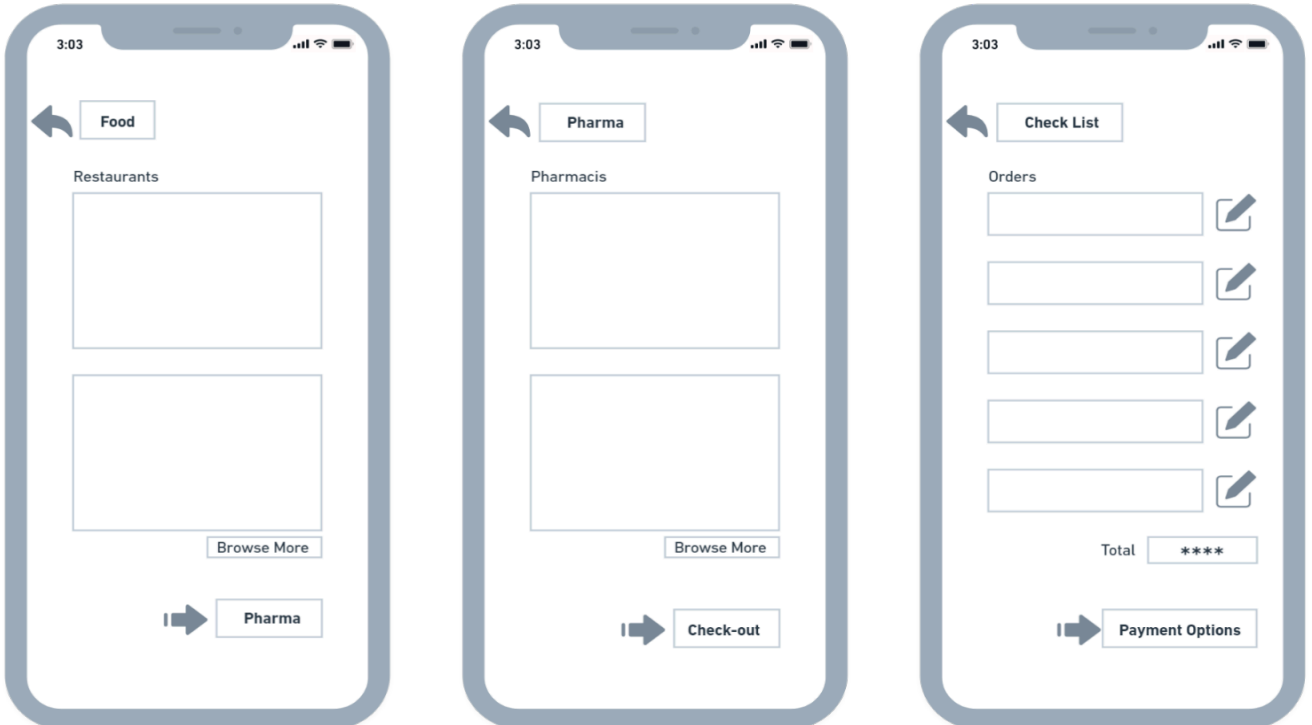 3:03
Food
Restaurants
Browse More
Pharma
3:03
Pharma
Pharmacis
Browse More
Check-out
3:03
Check List
Orders
Total ****
Payment Options